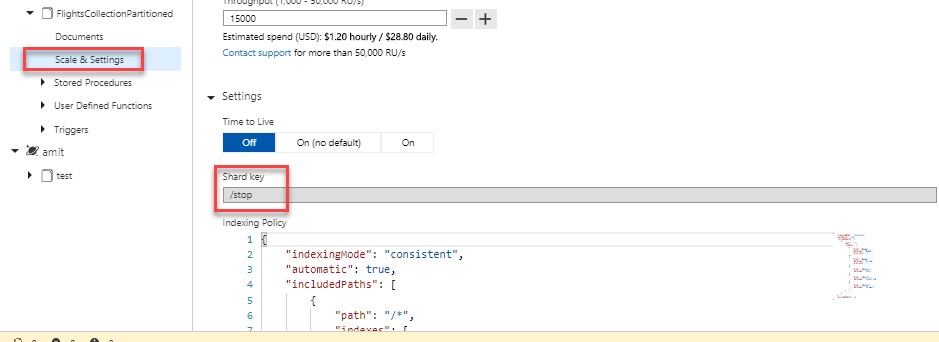 Throughput (1,000 - 50,000 RU/s)
FlightsCollectionPartitioned
15000
Documents
Estimated spend (USD): $1.20 hourly / $28.80 daily.
Scale & Settings
Contact support for more than 50,000 RU/s
Stored Procedures
Settings
User Defined Functions
Time to Live
Triggers
Off
On (no default)
On
amit
test
Shard key
/stop
Indexing Policy
1 {
2 "indexingMode": "consistent",
3 "automatic": true,
4 "includedPaths": [
5 {
6 "path": "/*",
7 "indexes": [